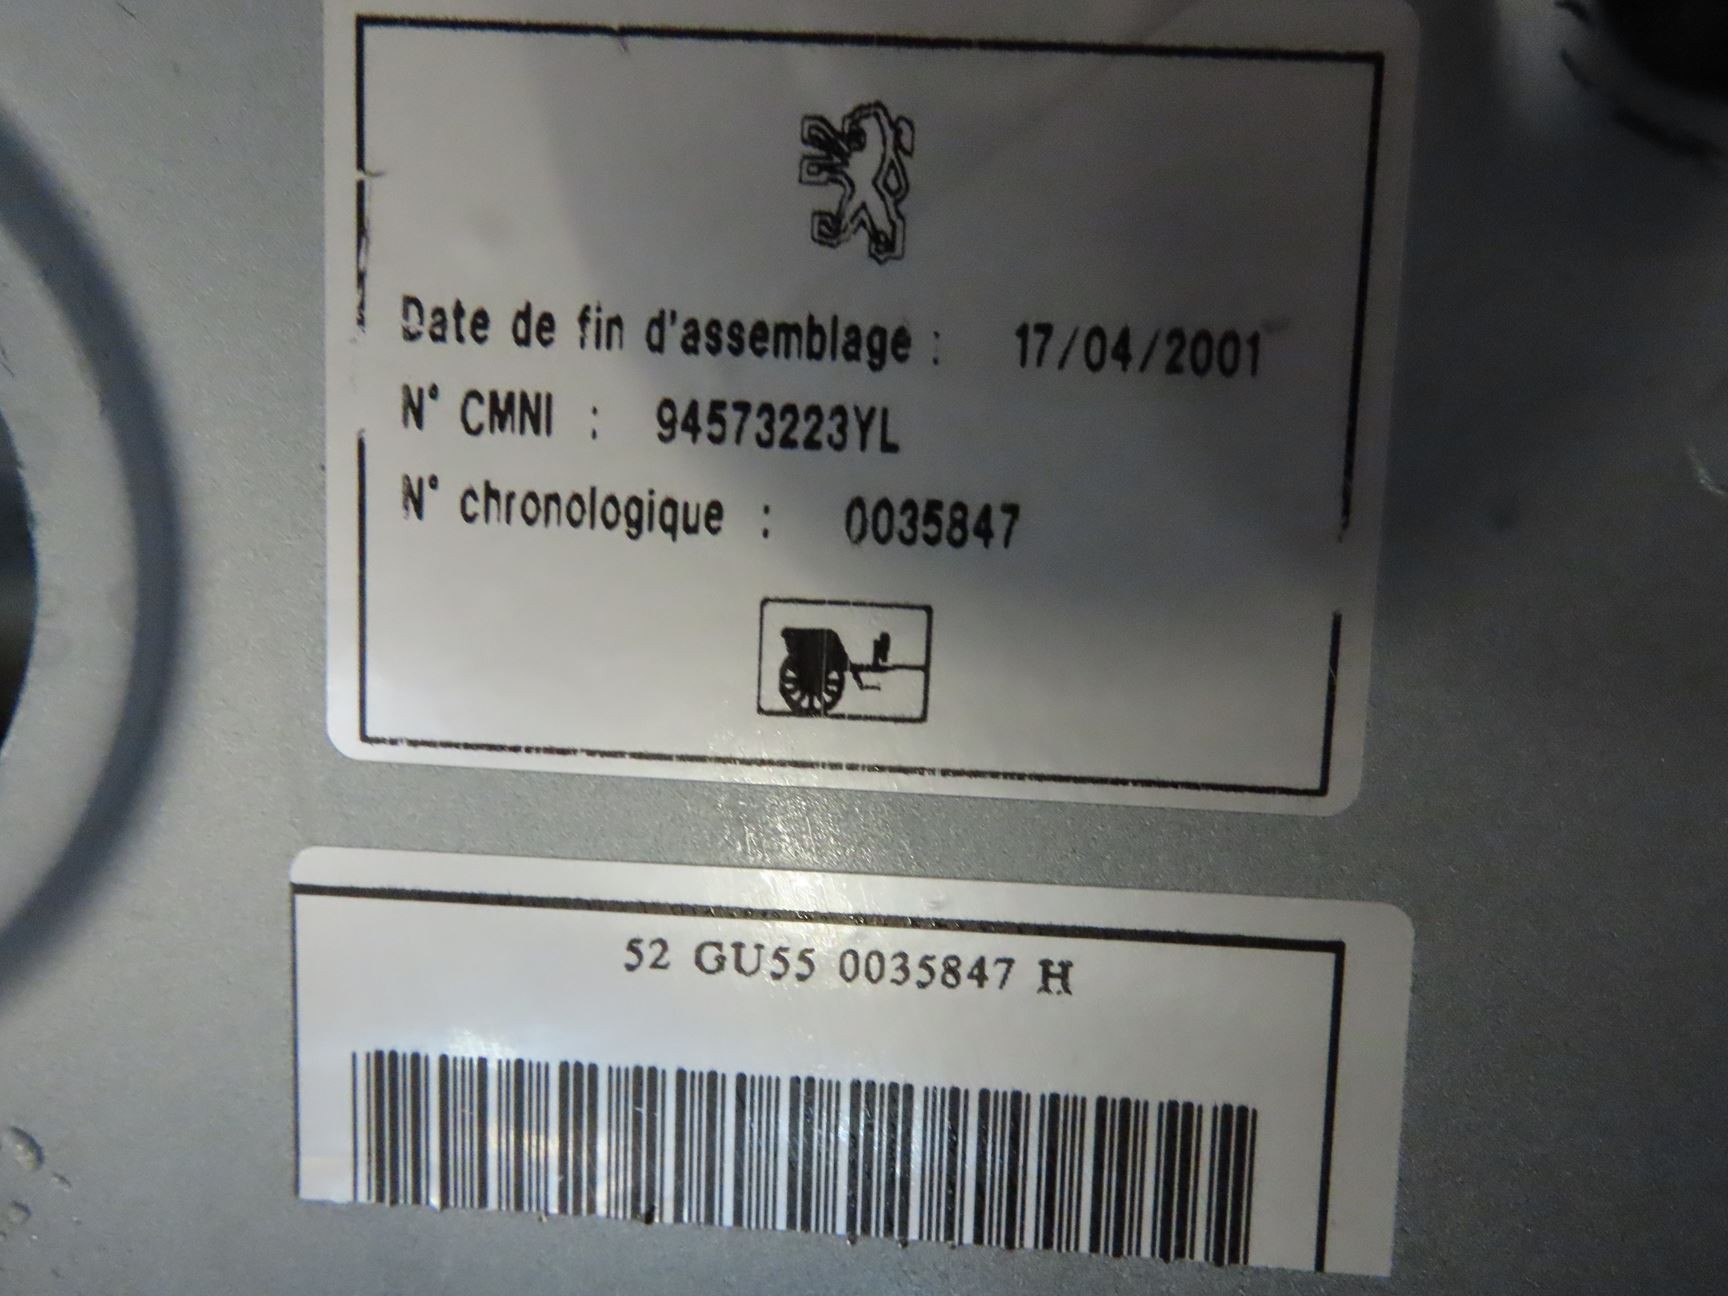 Date de fin d'assemblage : 17/04/2001
N° CMNI : 94573223YL
N° chronologique : 0035847
52 GU55 0035847 H